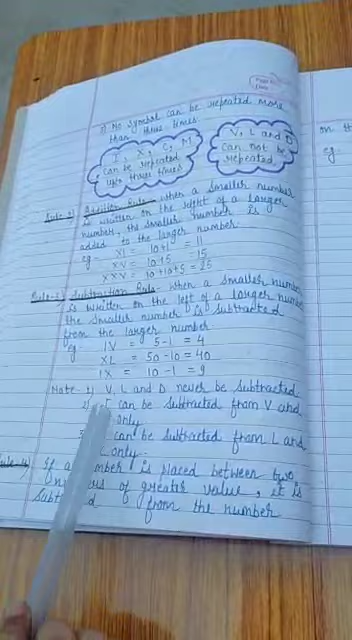 2) No symbol can be repeated more
than three times.
I, X, C, M
can be repeated
upto three times
V, L and D
can not be
repeated
Rule-2) Addition Rule - when a smaller number
is written on the right of a larger
number, the smaller number is
added to the larger number
eg - XI = 10+1 = 11
XV = 10+5 = 15
XXV = 10+10+5 = 25
Rule-3) Subtraction Rule - When a smaller number
is written on the left of a larger number
the smaller number is subtracted
from the larger number
eg - IV = 5-1 = 4
XL = 50-10 = 40
IX = 10-1 = 9
Note - 1) V, L and D never be subtracted
2) I can be subtracted from V and
only
can be subtracted from L and
C only.
Rule-4) If a number is placed between two
of greater value, it is
from the number
eg.